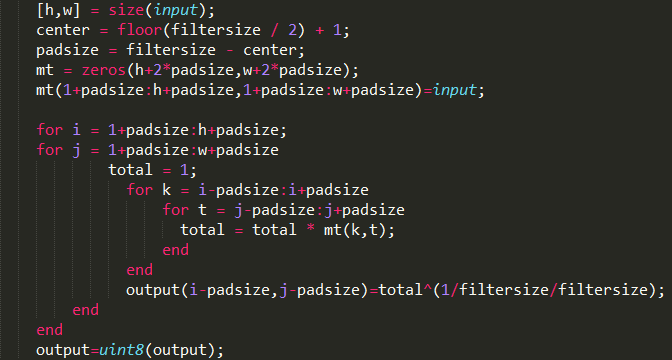 [h,w] = size(input);
center = floor(filtersize / 2) + 1;
padsize = filtersize - center;
mt = zeros(h+2*padsize,w+2*padsize);
mt(1+padsize:h+padsize,1+padsize:w+padsize)=input;
for i = 1+padsize:h+padsize;
for j = 1+padsize:w+padsize
total = 1;
for k = i-padsize:i+padsize
for t = j-padsize:j+padsize
total = total * mt(k,t);
end
end
output(i-padsize,j-padsize)=total^(1/filtersize/filtersize);
end
end
output=uint8(output);